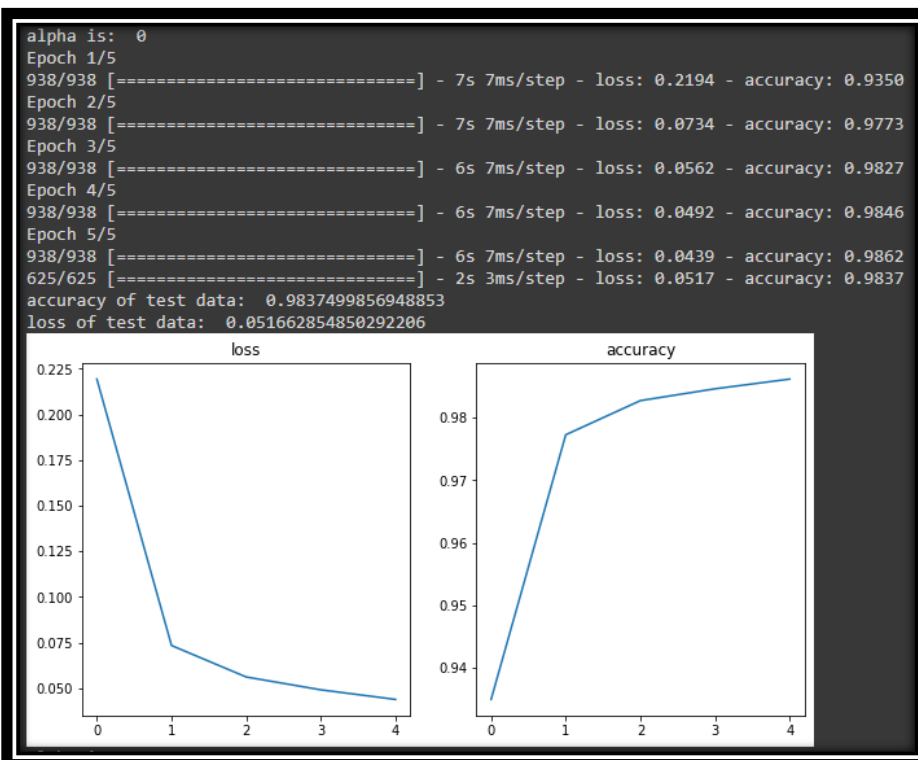 alpha is:  0
Epoch 1/5
938/938 [==============================] - 7s 7ms/step - loss: 0.2194 - accuracy: 0.9350
Epoch 2/5
938/938 [==============================] - 7s 7ms/step - loss: 0.0734 - accuracy: 0.9773
Epoch 3/5
938/938 [==============================] - 6s 7ms/step - loss: 0.0562 - accuracy: 0.9827
Epoch 4/5
938/938 [==============================] - 6s 7ms/step - loss: 0.0492 - accuracy: 0.9846
Epoch 5/5
938/938 [==============================] - 6s 7ms/step - loss: 0.0439 - accuracy: 0.9862
625/625 [==============================] - 2s 3ms/step - loss: 0.0517 - accuracy: 0.9837
accuracy of test data:  0.9837499856948853
loss of test data:  0.051662854850292206
loss
0.225
0.200
0.175
0.150
0.125
0.100
0.075
0.050
0 1 2 3 4
accuracy
0.98
0.97
0.96
0.95
0.94
0 1 2 3 4